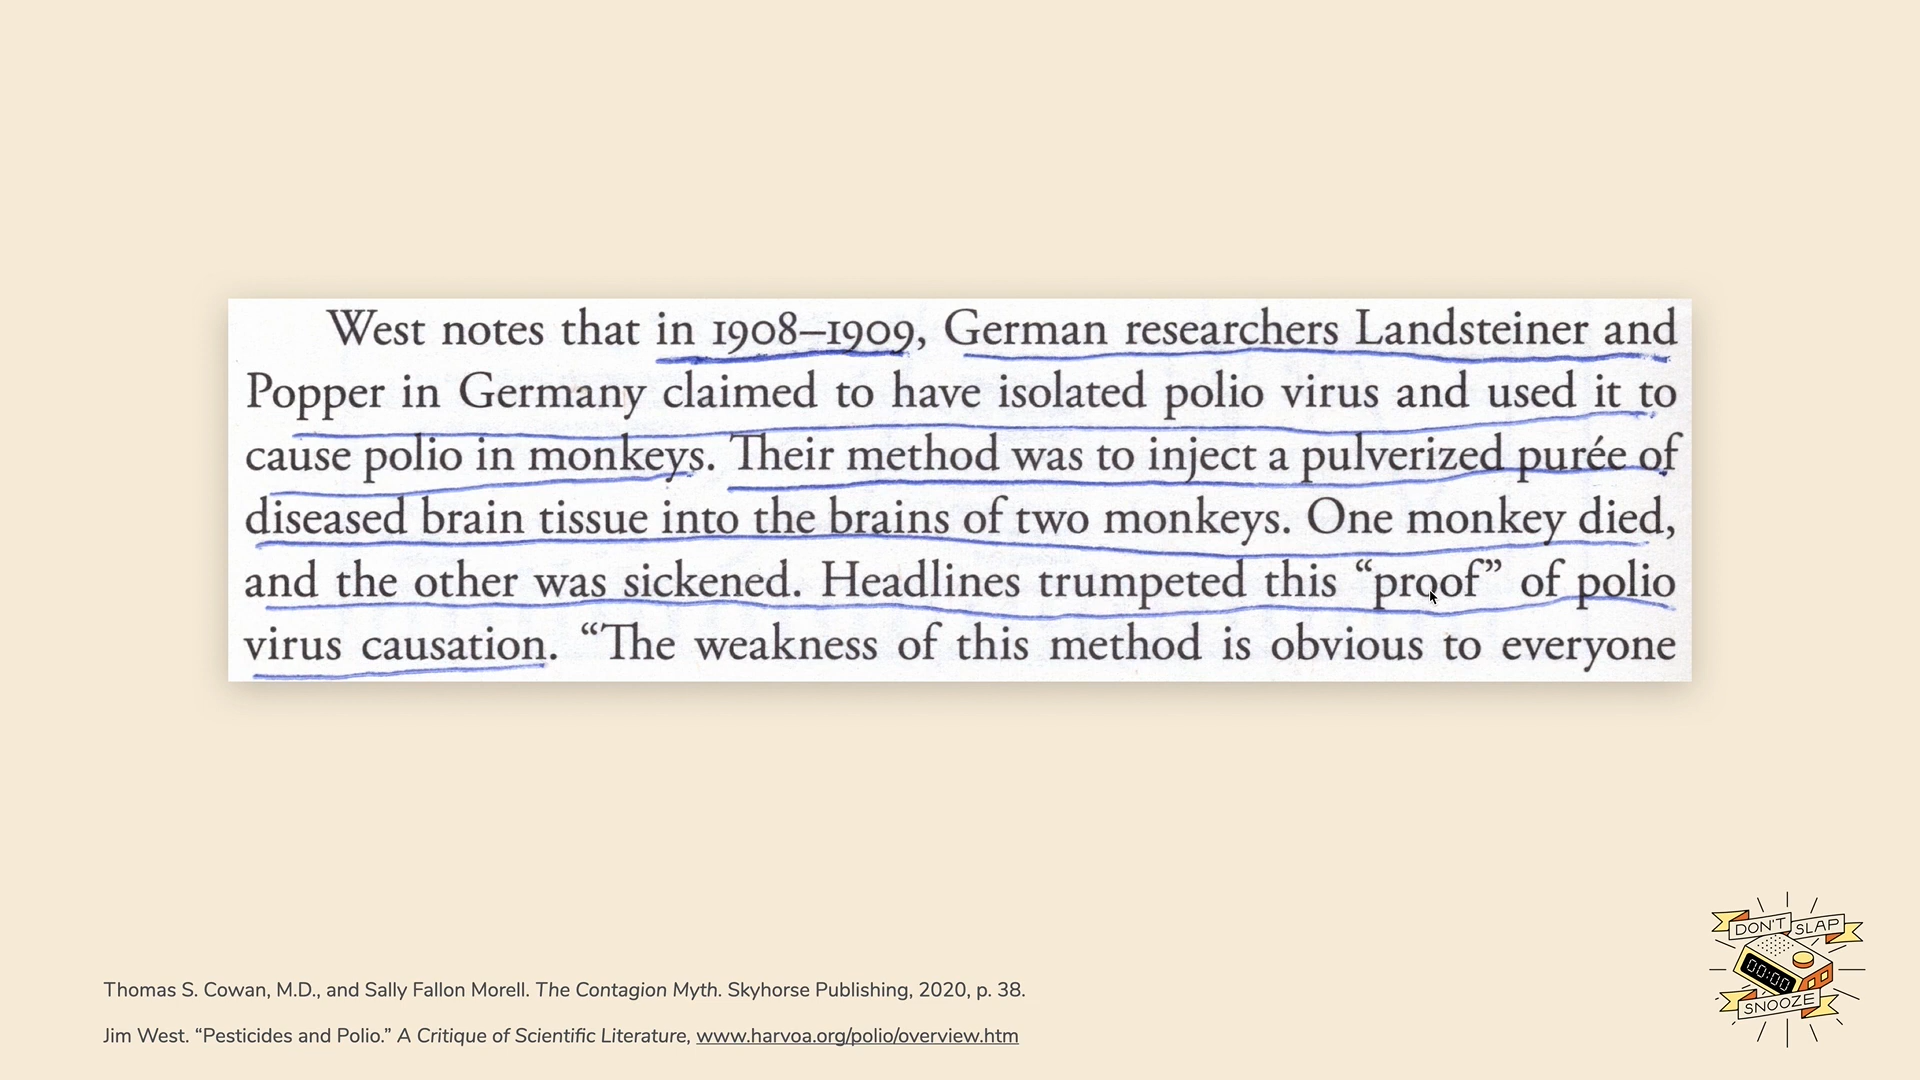 West notes that in 1908–1909, German researchers Landsteiner and
Popper in Germany claimed to have isolated polio virus and used it to
cause polio in monkeys. Their method was to inject a pulverized purée of
diseased brain tissue into the brains of two monkeys. One monkey died,
and the other was sickened. Headlines trumpeted this “proof” of polio
virus causation. “The weakness of this method is obvious to everyone
Thomas S. Cowan, M.D., and Sally Fallon Morell. The Contagion Myth. Skyhorse Publishing, 2020, p. 38.
Jim West. “Pesticides and Polio.” A Critique of Scientific Literature, www.harvoa.org/polio/overview.htm
DON'T SLAP
00:00
SNOOZE